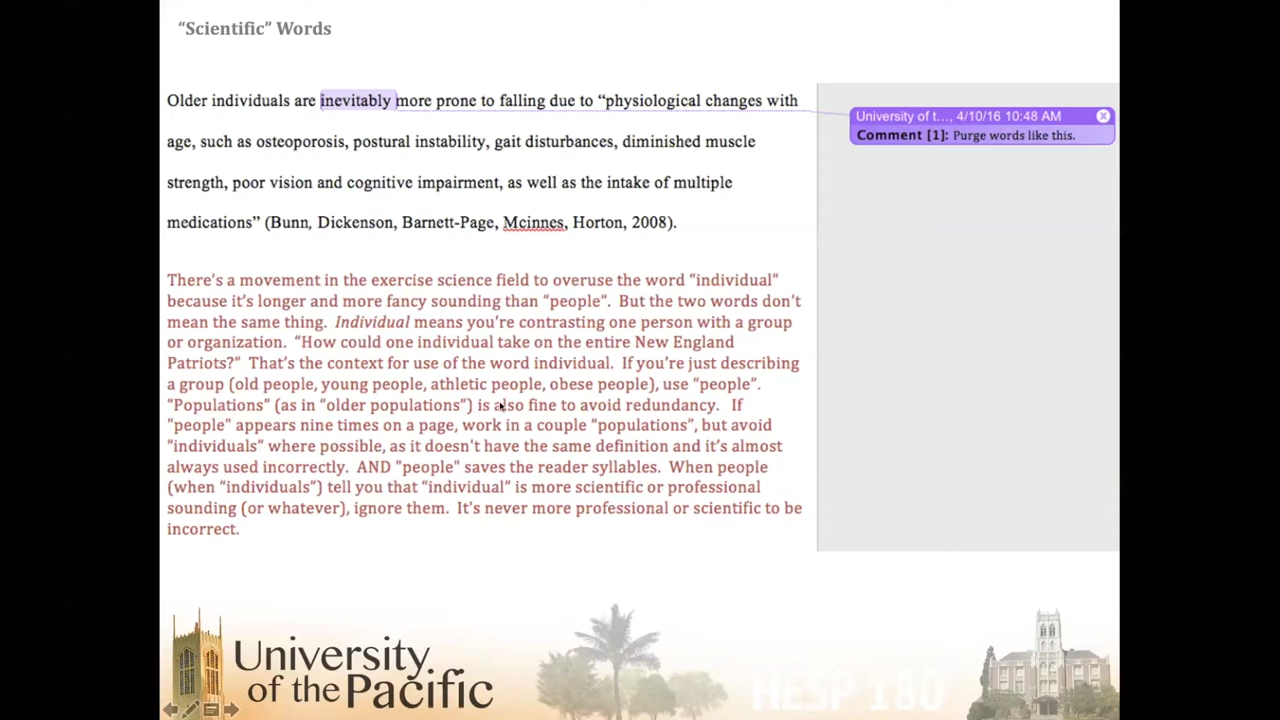 “Scientific” Words
Older individuals are inevitably more prone to falling due to “physiological changes with
age, such as osteoporosis, postural instability, gait disturbances, diminished muscle
strength, poor vision and cognitive impairment, as well as the intake of multiple
medications” (Bunn, Dickenson, Barnett-Page, Mcinnes, Horton, 2008).
University of t..., 4/10/16 10:48 AM
Comment [1]: Purge words like this.
There’s a movement in the exercise science field to overuse the word “individual”
because it’s longer and more fancy sounding than “people”.  But the two words don’t
mean the same thing.  Individual means you’re contrasting one person with a group
or organization.  “How could one individual take on the entire New England
Patriots?”  That’s the context for use of the word individual.  If you’re just describing
a group (old people, young people, athletic people, obese people), use “people”.
“Populations” (as in “older populations”) is also fine to avoid redundancy.  If
"people" appears nine times on a page, work in a couple “populations”, but avoid
“individuals” where possible, as it doesn't have the same definition and it’s almost
always used incorrectly.  AND "people" saves the reader syllables.  When people
(when “individuals”) tell you that “individual” is more scientific or professional
sounding (or whatever), ignore them.  It's never more professional or scientific to be
incorrect.
University
of the Pacific
HESP 180